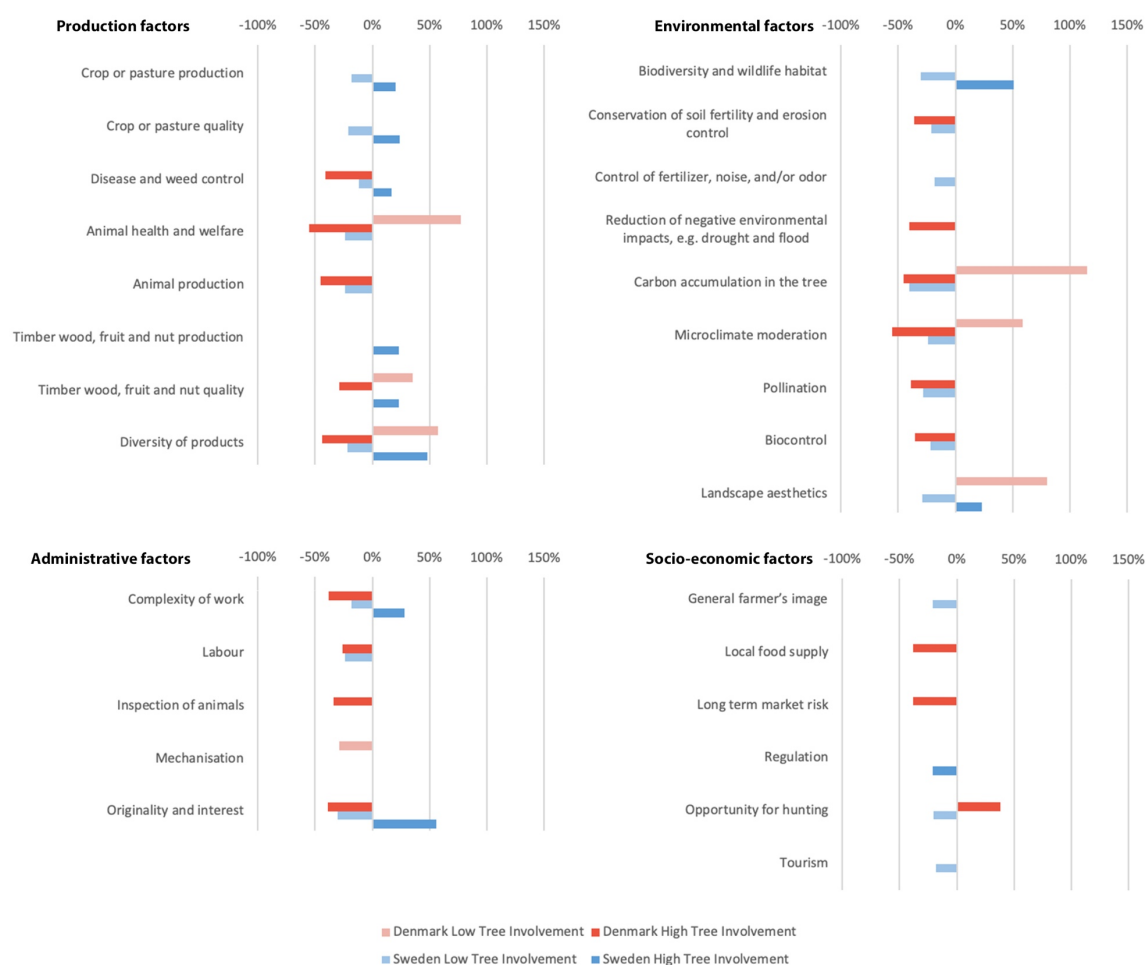 Production factors
-100% -50% 0% 50% 100% 150%
Crop or pasture production
Crop or pasture quality
Disease and weed control
Animal health and welfare
Animal production
Timber wood, fruit and nut production
Timber wood, fruit and nut quality
Diversity of products
Environmental factors
-100% -50% 0% 50% 100% 150%
Biodiversity and wildlife habitat
Conservation of soil fertility and erosion
control
Control of fertilizer, noise, and/or odor
Reduction of negative environmental
impacts, e.g. drought and flood
Carbon accumulation in the tree
Microclimate moderation
Pollination
Biocontrol
Landscape aesthetics
Administrative factors
-100% -50% 0% 50% 100% 150%
Complexity of work
Labour
Inspection of animals
Mechanisation
Originality and interest
Socio-economic factors
-100% -50% 0% 50% 100% 150%
General farmer's image
Local food supply
Long term market risk
Regulation
Opportunity for hunting
Tourism
Denmark Low Tree Involvement Denmark High Tree Involvement
Sweden Low Tree Involvement Sweden High Tree Involvement